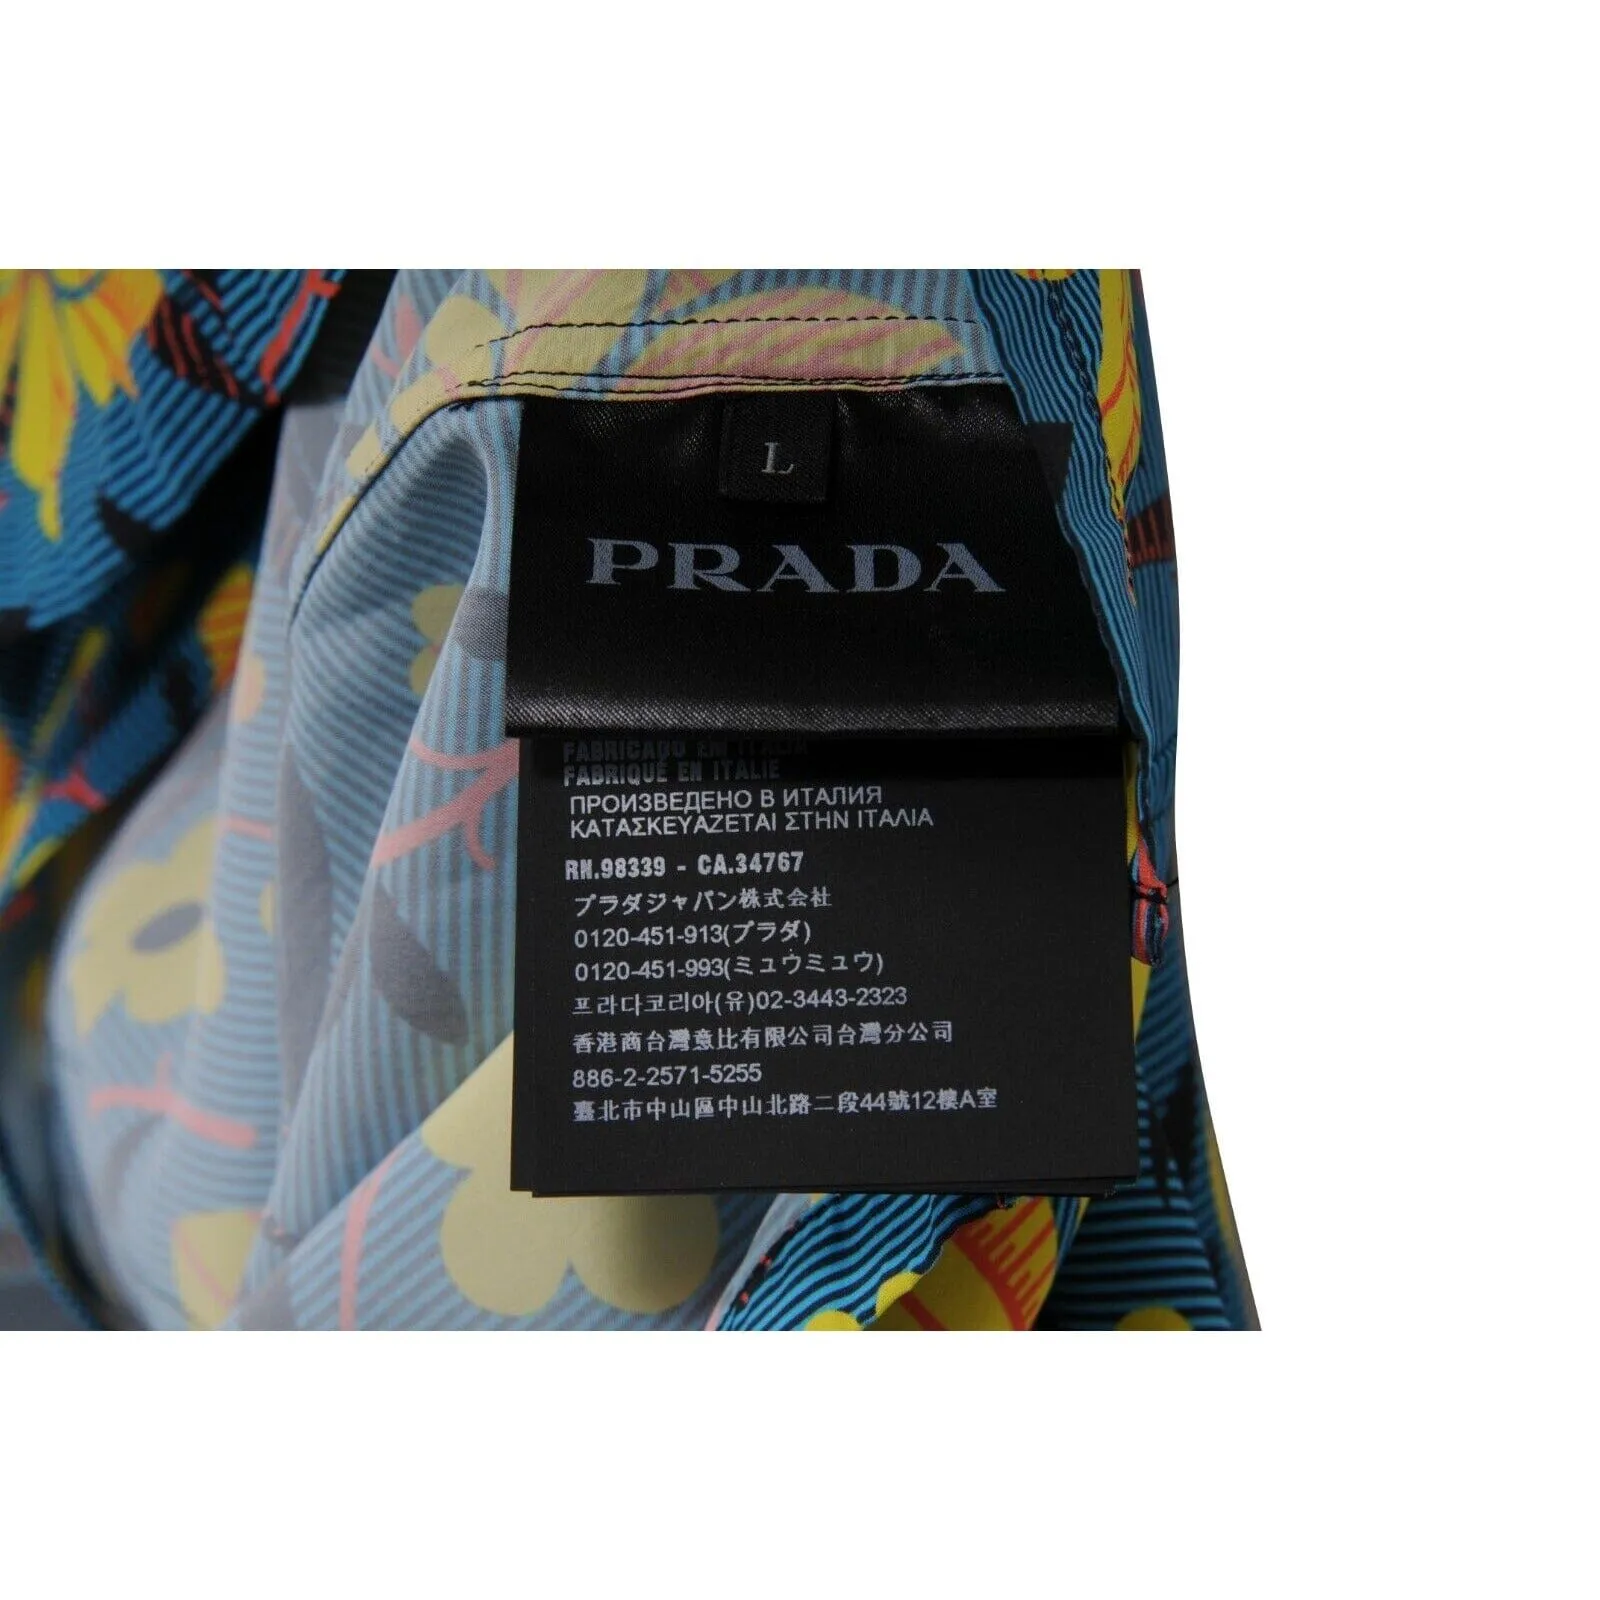 L
PRADA
FABRICADO EM ITALIA
FABRIQUÉ EN ITALIE
ПРОИЗВЕДЕНО В ИТАЛИЯ
ΚΑΤΑΣΚΕΥΑΖΕΤΑΙ ΣΤΗΝ ΙΤΑΛΙΑ
RN.98339 - CA.34767
プラダジャパン株式会社
0120-451-913(プラダ)
0120-451-993(ミュウミュウ)
프라다코리아(유)02-3443-2323
香港商台灣意比有限公司台灣分公司
886-2-2571-5255
臺北市中山區中山北路二段44號12樓A室